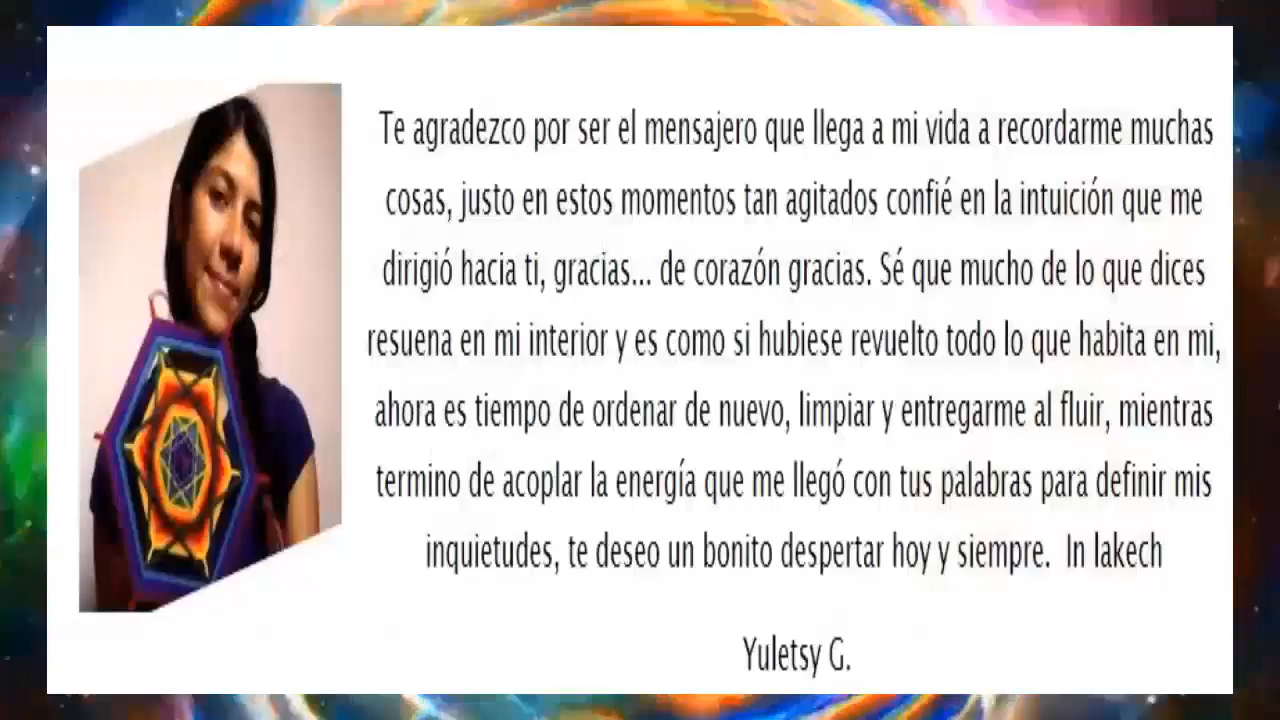 Te agradezco por ser el mensajero que llega a mi vida a recordarme muchas
cosas, justo en estos momentos tan agitados confié en la intuición que me
dirigió hacia ti, gracias... de corazón gracias. Sé que mucho de lo que dices
resuena en mi interior y es como si hubiese revuelto todo lo que habita en mi,
ahora es tiempo de ordenar de nuevo, limpiar y entregarme al fluir, mientras
termino de acoplar la energía que me llegó con tus palabras para definir mis
inquietudes, te deseo un bonito despertar hoy y siempre.  In lakech
Yuletsy G.